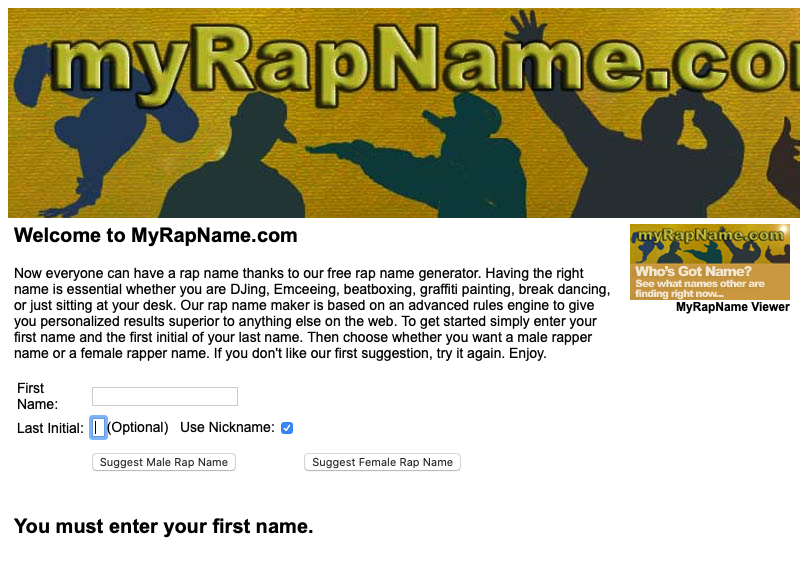 myRapName.co
Welcome to MyRapName.com
Now everyone can have a rap name thanks to our free rap name generator. Having the right
name is essential whether you are DJing, Emceeing, beatboxing, graffiti painting, break dancing,
or just sitting at your desk. Our rap name maker is based on an advanced rules engine to give
you personalized results superior to anything else on the web. To get started simply enter your
first name and the first initial of your last name. Then choose whether you want a male rapper
name or a female rapper name. If you don't like our first suggestion, try it again. Enjoy.
myRapName.com
Who's Got Name?
See what names other are
finding right now...
MyRapName Viewer
First
Name:
Last Initial: (Optional) Use Nickname:
Suggest Male Rap Name Suggest Female Rap Name
You must enter your first name.